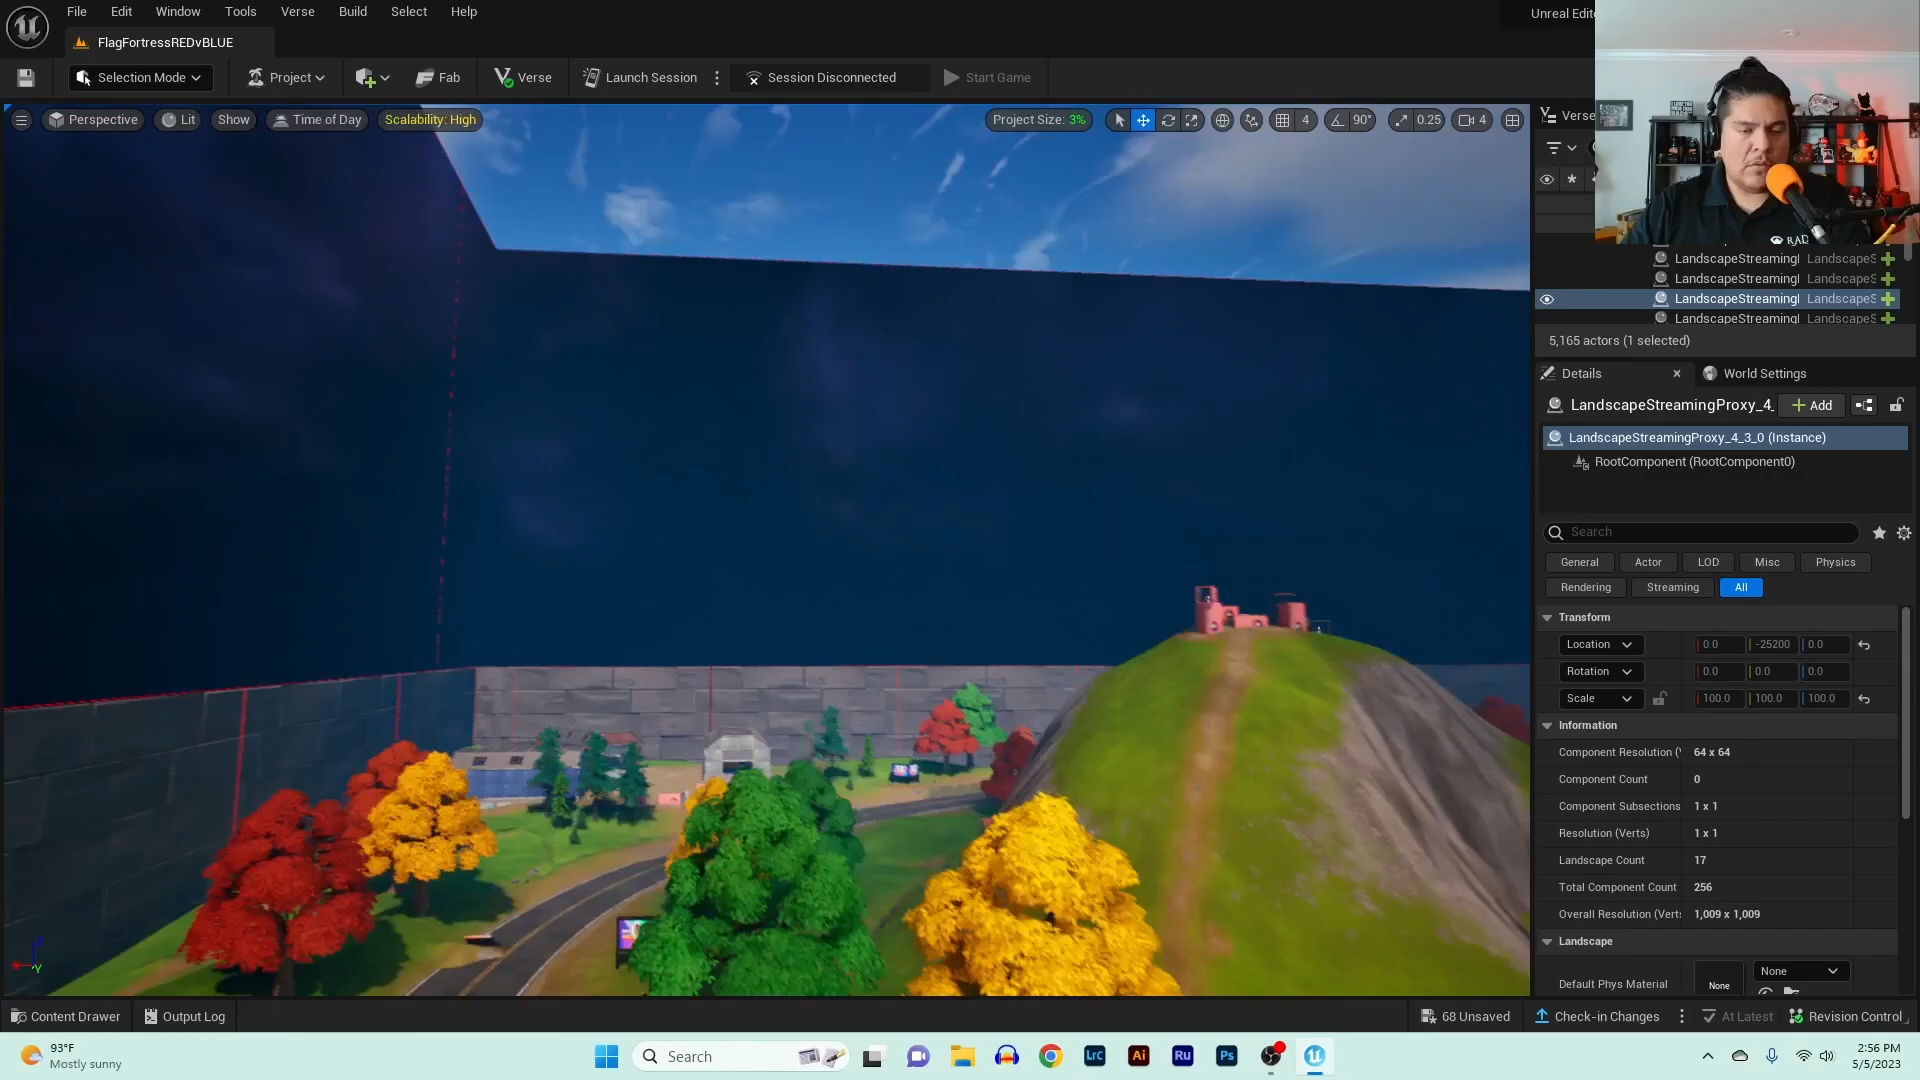 File Edit Window Tools Verse Build Select Help
Unreal Edit
FlagFortressREDvBLUE
Selection Mode Project Fab Verse Launch Session Session Disconnected Start Game
Perspective Lit Show Time of Day Scalability: High Project Size: 3% 4 90° 0.25 4
Verse
RAD
LandscapeStreamingI LandscapeS
LandscapeStreamingI LandscapeS
LandscapeStreamingI LandscapeS
LandscapeStreamingI LandscapeS
5,165 actors (1 selected)
Details World Settings
LandscapeStreamingProxy_4_ Add
LandscapeStreamingProxy_4_3_0 (Instance)
RootComponent (RootComponent0)
Search
General Actor LOD Misc Physics
Rendering Streaming All
Transform
Location 0.0 -25200 0.0
Rotation 0.0 0.0 0.0
Scale 100.0 100.0 100.0
Information
Component Resolution (V 64 x 64
Component Count 0
Component Subsections 1 x 1
Resolution (Verts) 1 x 1
Landscape Count 17
Total Component Count 256
Overall Resolution (Verts 1,009 x 1,009
Landscape
Default Phys Material None None
Content Drawer Output Log 68 Unsaved Check-in Changes At Latest Revision Control
93°F
Mostly sunny
Search
LrC Ai Ru Ps
2:56 PM
5/5/2023